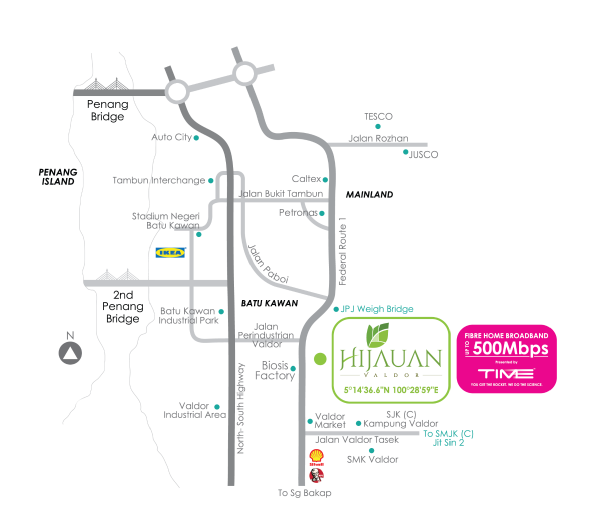 Penang
Bridge
Auto City
TESCO
Jalan Rozhan
JUSCO
PENANG
ISLAND
Tambun Interchange
Caltex
Jalan Bukit Tambun
MAINLAND
Petronas
Stadium Negeri
Batu Kawan
IKEA
Jalan Paboi
Federal Route 1
2nd
Penang
Bridge
BATU KAWAN
JPJ Weigh Bridge
Batu Kawan
Industrial Park
Jalan
Perindustrian
Valdor
N
Biosis
Factory
HIJAUAN
VALDOR
5°14'36.6"N 100°28'59"E
FIBRE HOME BROADBAND
UP TO 500Mbps
Presented by
TIME
YOU GET THE ROCKET. WE DO THE SCIENCE.
North- South Highway
Valdor
Industrial Area
Valdor
Market
SJK (C)
Kampung Valdor
To SMJK (C)
Jit Sin 2
Jalan Valdor Tasek
SMK Valdor
Shell
KFC
To Sg Bakap